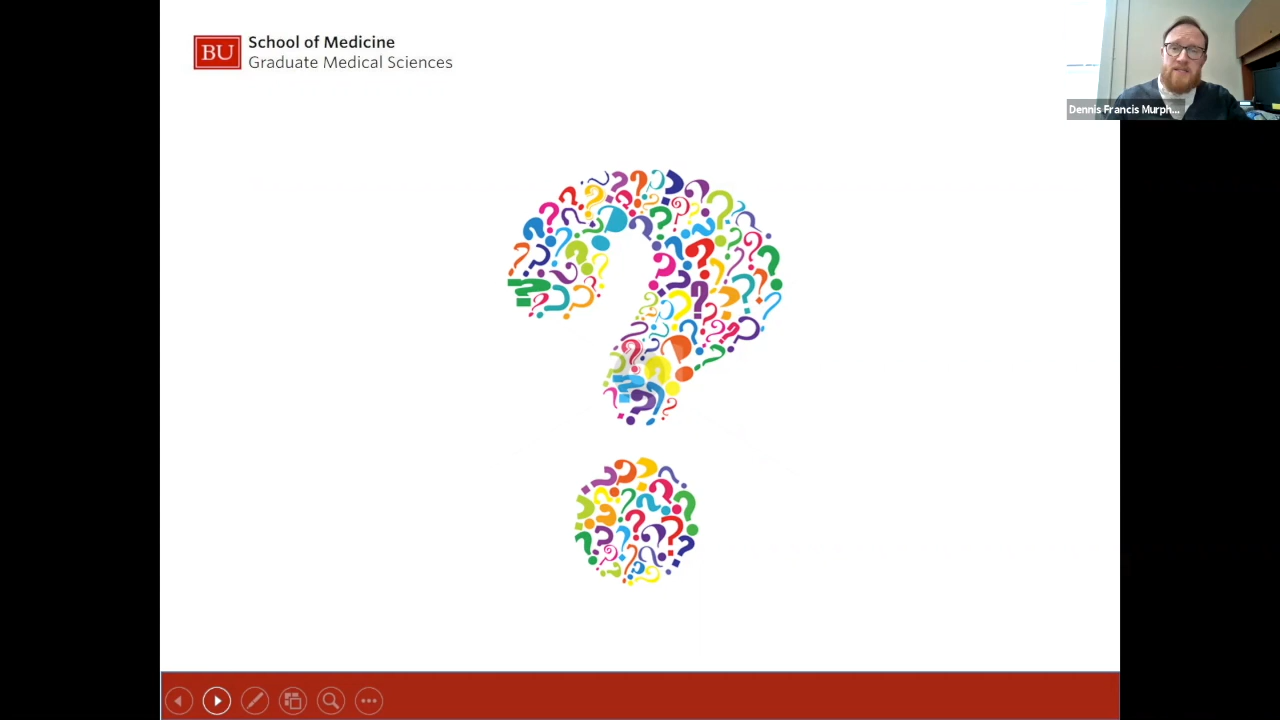 BU
School of Medicine
Graduate Medical Sciences
Dennis Francis Murph...